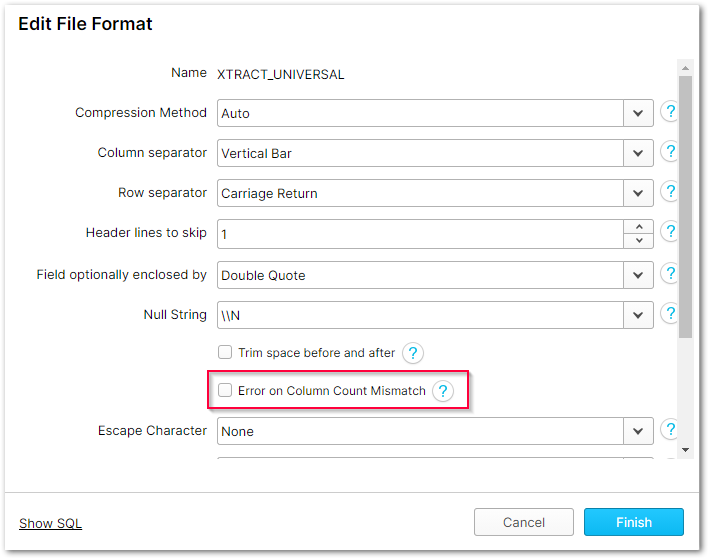 Edit File Format
Name XTRACT_UNIVERSAL
Compression Method Auto ?
Column separator Vertical Bar ?
Row separator Carriage Return ?
Header lines to skip 1 ?
Field optionally enclosed by Double Quote ?
Null String \\N ?
Trim space before and after ?
Error on Column Count Mismatch ?
Escape Character None ?
Show SQL Cancel Finish